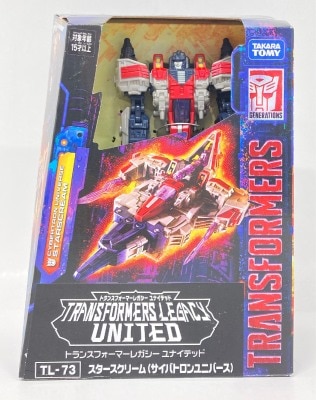 対象年齢
15才以上
TAKARA
TOMY
GENERATIONS
TRANSFORMERS
CYBERTRON UNIVERSE
STARSCREAM
トランスフォーマーレガシー ユナイテッド
TRANSFORMERS LEGACY
UNITED
トランスフォーマーレガシー ユナイテッド
TL-73
スタースクリーム(サイバトロンユニバース)